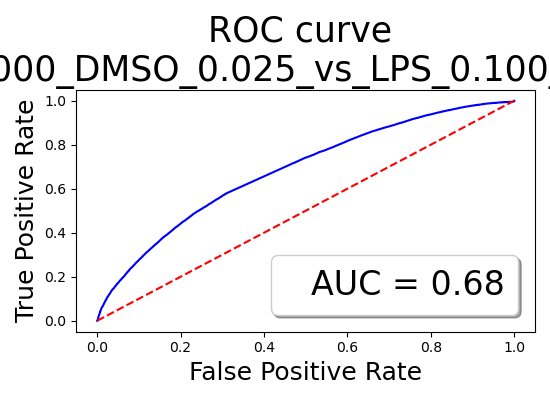 ROC curve
000_DMSO_0.025_vs_LPS_0.100_
True Positive Rate
1.0
0.8
0.6
0.4
0.2
0.0
AUC = 0.68
0.0 0.2 0.4 0.6 0.8 1.0
False Positive Rate